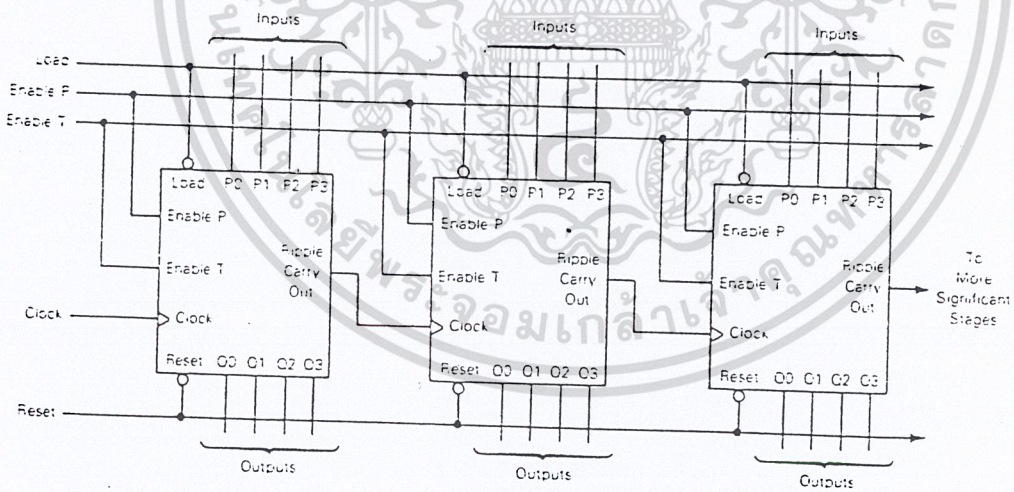 Inputs
Inputs
Inputs
Load
Enable P
Enable T
Load P0 P1 P2 P3
Enable P
Enable T
Ripple
Carry
Out
Clock
Clock
Reset Q0 Q1 Q2 Q3
Load P0 P1 P2 P3
Enable P
Enable T
Ripple
Carry
Out
Clock
Reset Q0 Q1 Q2 Q3
Load P0 P1 P2 P3
Enable P
Enable T
Ripple
Carry
Out
Clock
Reset Q0 Q1 Q2 Q3
To
More
Significant
Stages
Reset
Outputs
Outputs
Outputs